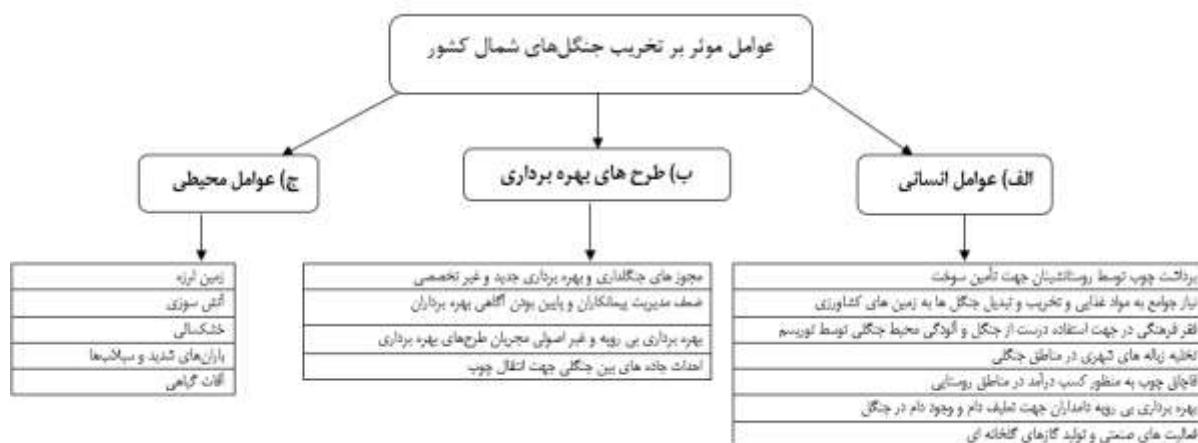 عوامل موثر بر تخریب جنگل‌های شمال کشور
الف) عوامل انسانی
برداشت چوب توسط روستانشینان جهت تأمین سوخت
نیاز جوامع به مواد غذایی و تخریب و تبدیل جنگل ها به زمین های کشاورزی
فقر فرهنگی در جهت استفاده درست از جنگل و آلودگی محیط جنگلی توسط توریسم
تخلیه زباله های شهری در مناطق جنگلی
قاچاق چوب به منظور کسب درآمد در مناطق روستایی
بهره برداری بی رویه دامداران جهت تعلیف دام و وجود دام در جنگل
فعالیت های صنعتی و تولید گازهای گلخانه ای
ب) طرح های بهره برداری
مجوز های جنگلداری و بهره برداری جدید و غیر تخصصی
ضعف مدیریت پیمانکاران و پایین بودن آگاهی بهره برداران
بهره برداری بی رویه و غیر اصولی مجریان طرح‌های بهره برداری
احداث جاده های بین جنگلی جهت انتقال چوب
ج) عوامل محیطی
زمین لرزه
آتش سوزی
خشکسالی
باران‌های شدید و سیلاب‌ها
آفات گیاهی